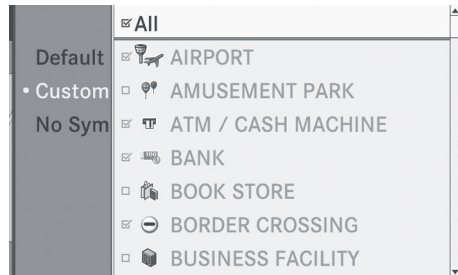 All
Default
• Custom
No Sym
AIRPORT
AMUSEMENT PARK
ATM / CASH MACHINE
BANK
BOOK STORE
BORDER CROSSING
BUSINESS FACILITY